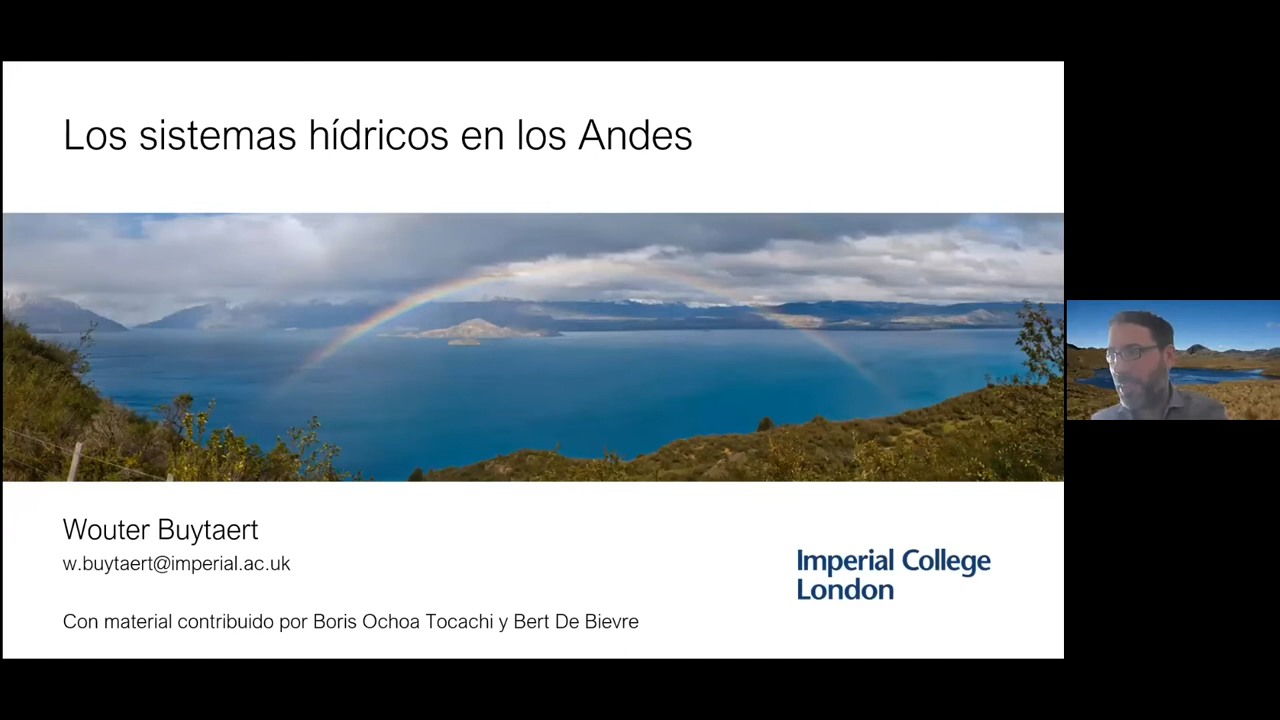 Los sistemas hídricos en los Andes
Wouter Buytaert
w.buytaert@imperial.ac.uk
Imperial College
London
Con material contribuido por Boris Ochoa Tocachi y Bert De Bievre